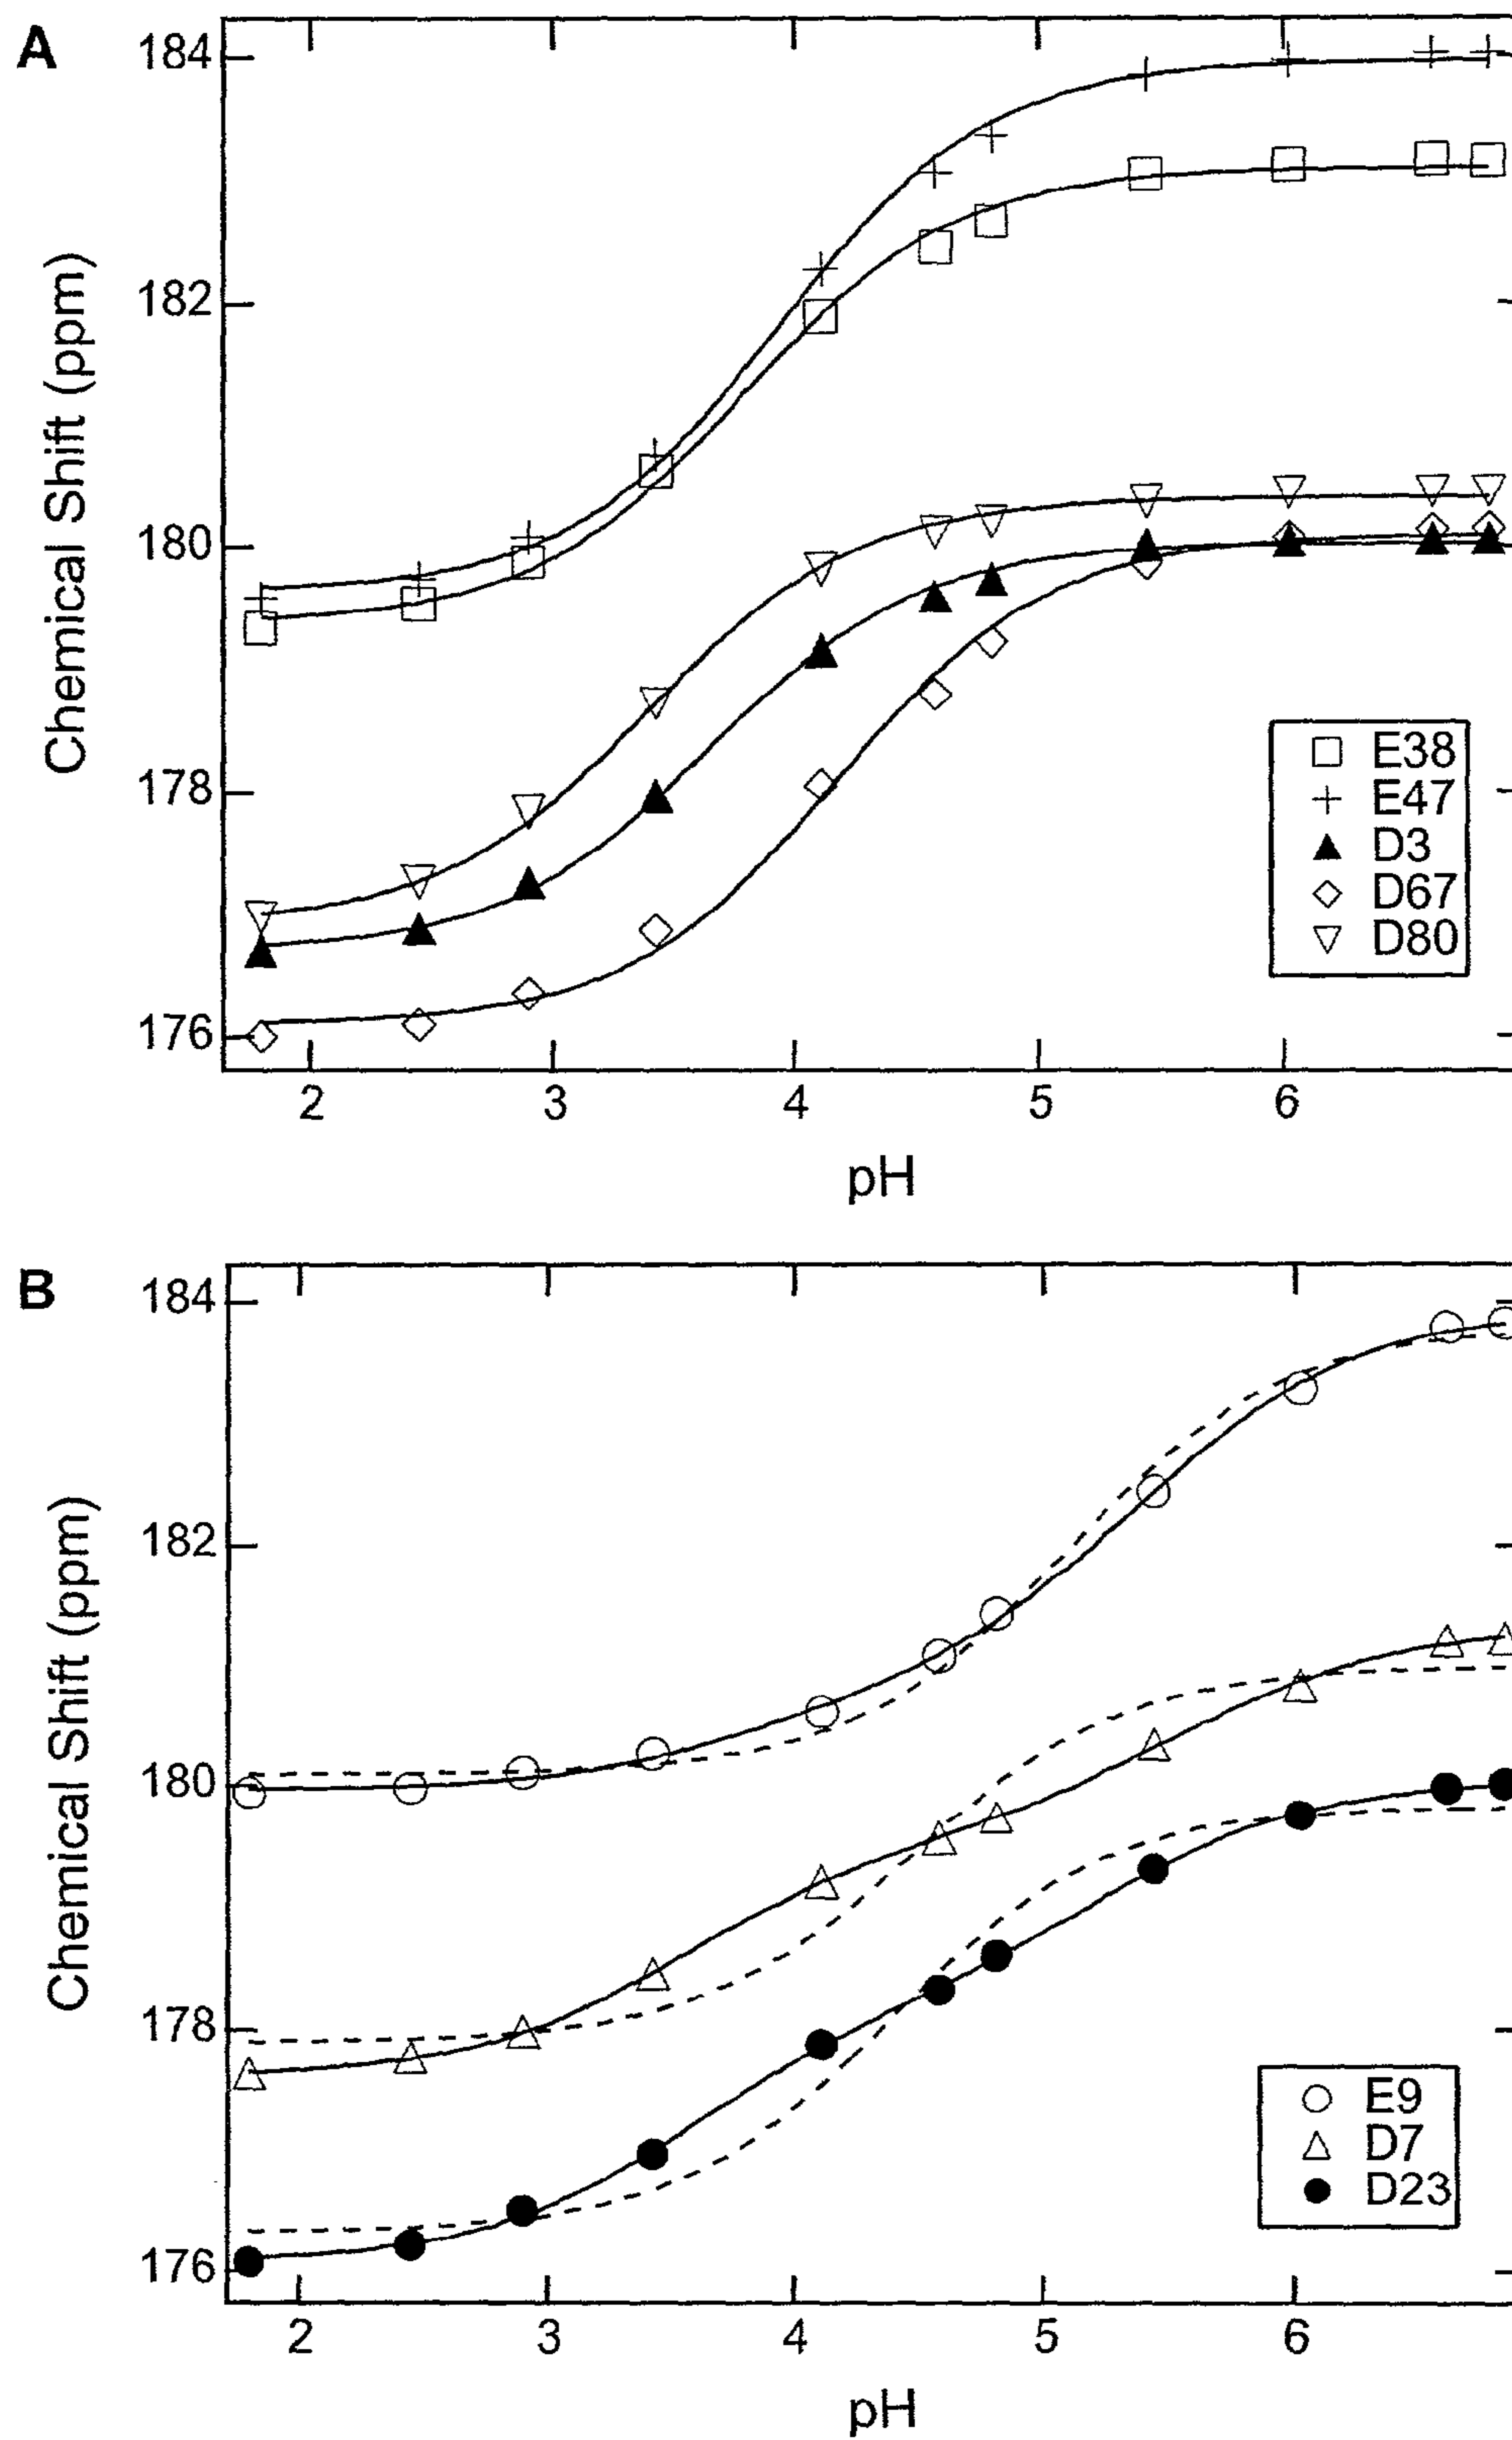 A
184
182
180
178
176
Chemical Shift (ppm)
E38
E47
D3
D67
D80
2 3 4 5 6
pH
B
184
182
180
178
176
Chemical Shift (ppm)
E9
D7
D23
2 3 4 5 6
pH